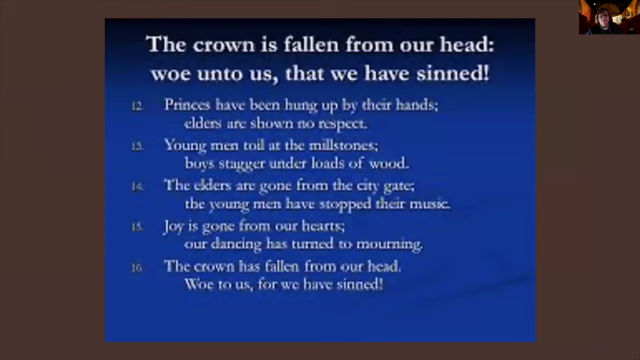 The crown is fallen from our head:
woe unto us, that we have sinned!
12. Princes have been hung up by their hands;
elders are shown no respect.
13. Young men toil at the millstones;
boys stagger under loads of wood.
14. The elders are gone from the city gate;
the young men have stopped their music.
15. Joy is gone from our hearts;
our dancing has turned to mourning.
16. The crown has fallen from our head.
Woe to us, for we have sinned!